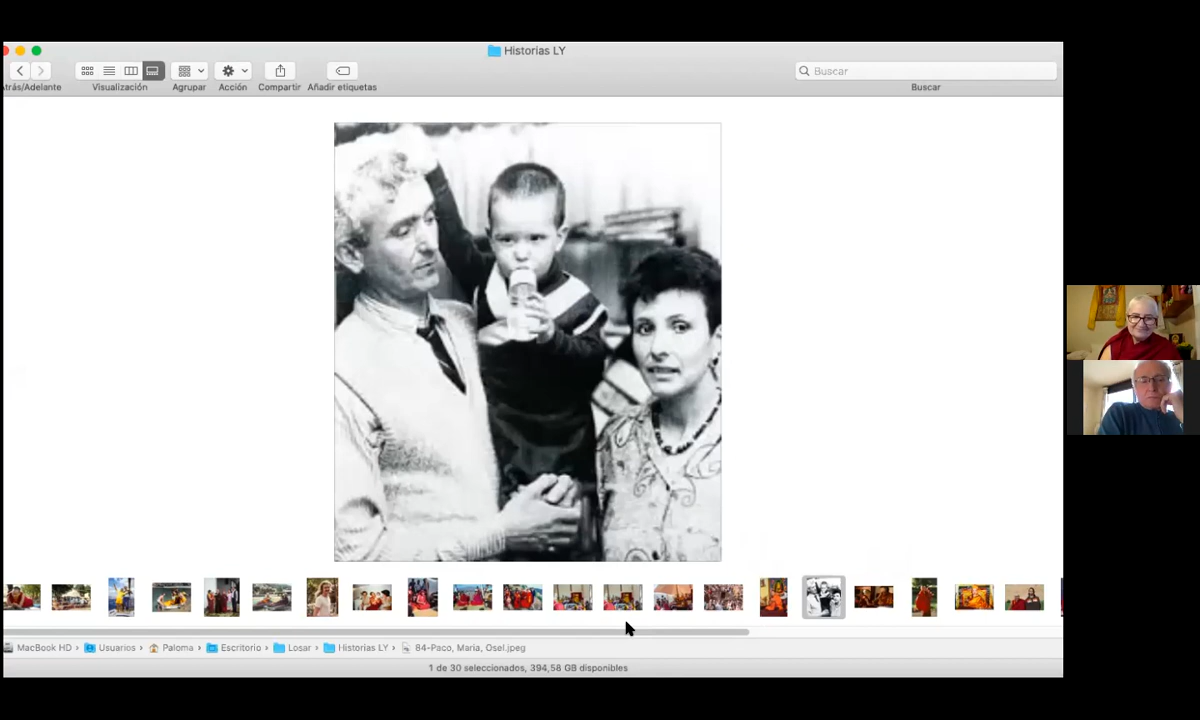 Historias LY
Buscar
Atrás/Adelante
Visualización
Agrupar
Acción
Compartir
Añadir etiquetas
Buscar
MacBook HD › Usuarios › Paloma › Escritorio › Losar › Historias LY › 84-Paco, Maria, Osel.jpeg
1 de 30 seleccionados, 394,58 GB disponibles